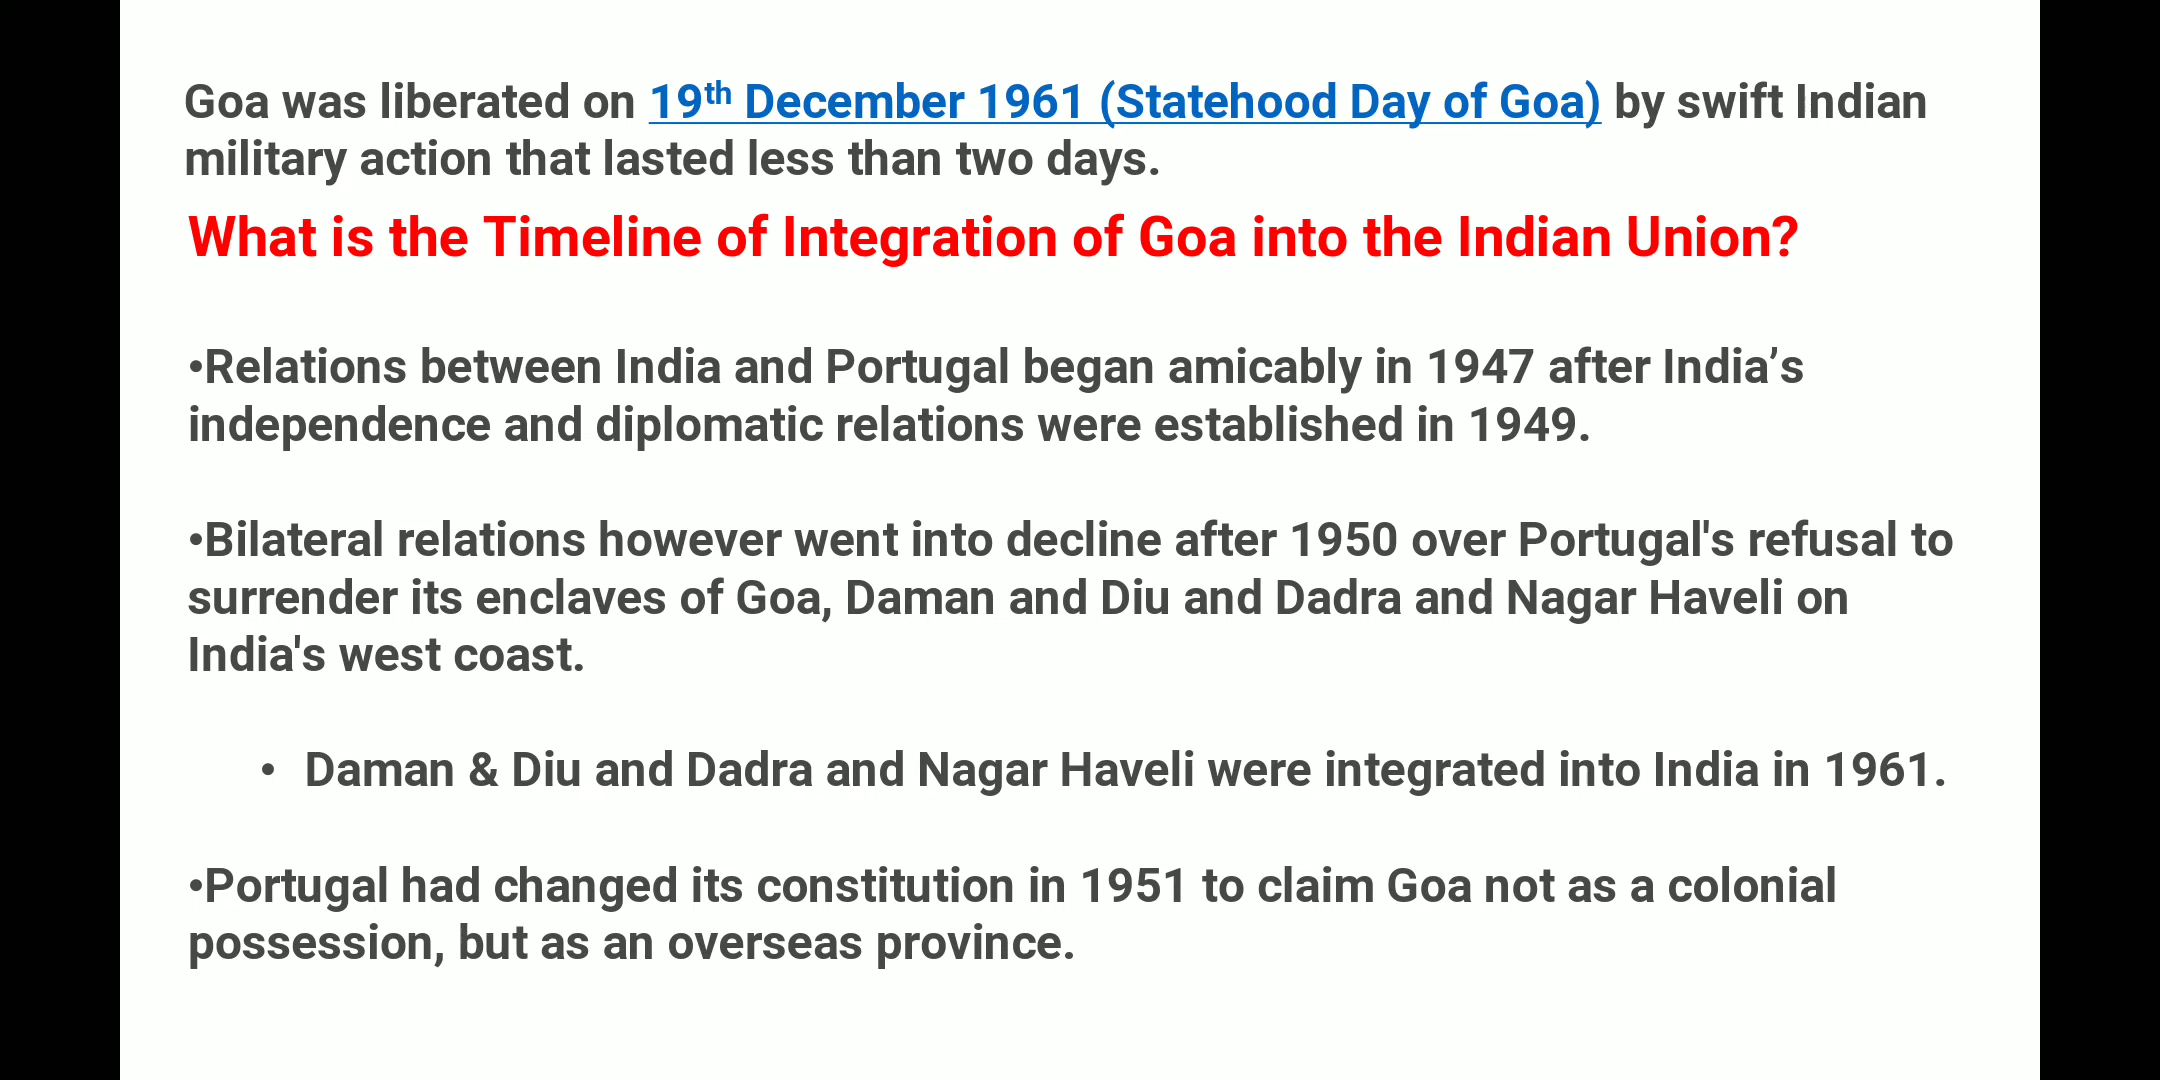 Goa was liberated on 19th December 1961 (Statehood Day of Goa) by swift Indian
military action that lasted less than two days.
What is the Timeline of Integration of Goa into the Indian Union?
•Relations between India and Portugal began amicably in 1947 after India’s
independence and diplomatic relations were established in 1949.
•Bilateral relations however went into decline after 1950 over Portugal's refusal to
surrender its enclaves of Goa, Daman and Diu and Dadra and Nagar Haveli on
India's west coast.
• Daman & Diu and Dadra and Nagar Haveli were integrated into India in 1961.
•Portugal had changed its constitution in 1951 to claim Goa not as a colonial
possession, but as an overseas province.